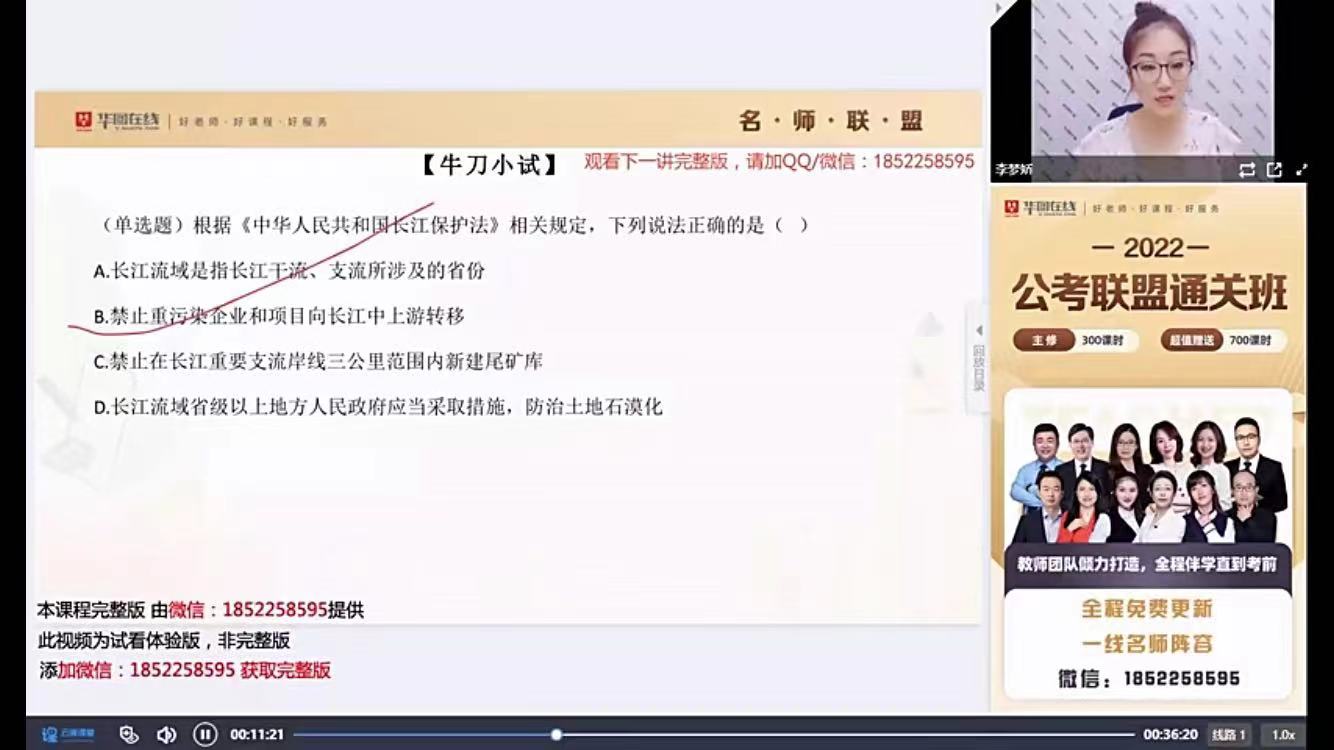 华图在线 | 好老师·好课程·好服务
名·师·联·盟
【牛刀小试】
观看下一讲完整版，请加QQ/微信：1852258595
（单选题）根据《中华人民共和国长江保护法》相关规定，下列说法正确的是（ ）
A.长江流域是指长江干流、支流所涉及的省份
B.禁止重污染企业和项目向长江中上游转移
C.禁止在长江重要支流岸线三公里范围内新建尾矿库
D.长江流域省级以上地方人民政府应当采取措施，防治土地石漠化
本课程完整版 由微信：1852258595提供
此视频为试看体验版，非完整版
添加微信：1852258595 获取完整版
回放目录
李梦娇
华图在线 | 好老师·好课程·好服务
2022
公考联盟通关班
主修 300课时
超值赠送 700课时
教师团队倾力打造，全程伴学直到考前
全程免费更新
一线名师阵容
微信：1852258595
00:11:21
00:36:20
线路 1
1.0x